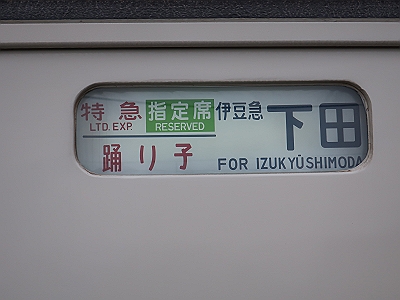 特急 指定席 伊豆急 下田
LTD. EXP. RESERVED
踊り子 FOR IZUKYŪSHIMODA